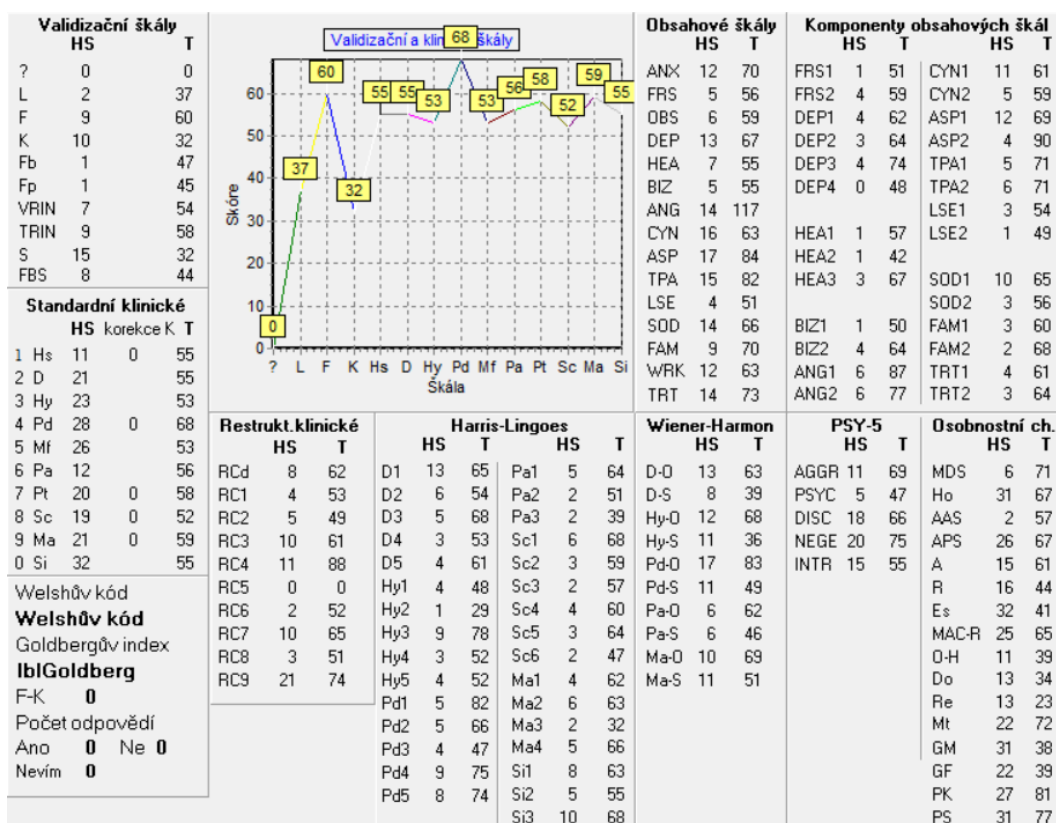 Validizační škály
HS T
? 0 0
L 2 37
F 9 60
K 10 32
Fb 1 47
Fp 1 45
VRIN 7 54
TRIN 9 58
S 15 32
FBS 8 44
Standardní klinické
HS korekce K T
1 Hs 11 0 55
2 D 21 55
3 Hy 23 53
4 Pd 28 0 68
5 Mf 26 53
6 Pa 12 56
7 Pt 20 0 58
8 Sc 19 0 52
9 Ma 21 0 59
0 Si 32 55
Welshův kód
Welshův kód
Goldbergův index
lblGoldberg
F-K 0
Počet odpovědí
Ano 0 Ne 0
Nevím 0
Validizační a klin škály
Skóre
60
50
40
30
20
10
0
0 37 60 32 55 55 53 68 53 56 58 52 59 55
? L F K Hs D Hy Pd Mf Pa Pt Sc Ma Si
Škála
Obsahové škály
HS T
ANX 12 70
FRS 5 56
OBS 6 59
DEP 13 67
HEA 7 55
BIZ 5 55
ANG 14 117
CYN 16 63
ASP 17 84
TPA 15 82
LSE 4 51
SOD 14 66
FAM 9 70
WRK 12 63
TRT 14 73
Komponenty obsahových škál
HS T HS T
FRS1 1 51 CYN1 11 61
FRS2 4 59 CYN2 5 59
DEP1 4 62 ASP1 12 69
DEP2 3 64 ASP2 4 90
DEP3 4 74 TPA1 5 71
DEP4 0 48 TPA2 6 71
LSE1 3 54
HEA1 1 57 LSE2 1 49
HEA2 1 42
HEA3 3 67 SOD1 10 65
SOD2 3 56
BIZ1 1 50 FAM1 3 60
BIZ2 4 64 FAM2 2 68
ANG1 6 87 TRT1 4 61
ANG2 6 77 TRT2 3 64
Restrukt.klinické
HS T
RCd 8 62
RC1 4 53
RC2 5 49
RC3 10 61
RC4 11 88
RC5 0 0
RC6 2 52
RC7 10 65
RC8 3 51
RC9 21 74
Harris-Lingoes
HS T HS T
D1 13 65 Pa1 5 64
D2 6 54 Pa2 2 51
D3 5 68 Pa3 2 39
D4 3 53 Sc1 6 68
D5 4 61 Sc2 3 59
Hy1 4 48 Sc3 2 57
Hy2 1 29 Sc4 4 60
Hy3 9 78 Sc5 3 64
Hy4 3 52 Sc6 2 47
Hy5 4 52 Ma1 4 62
Pd1 5 82 Ma2 6 63
Pd2 5 66 Ma3 2 32
Pd3 4 47 Ma4 5 66
Pd4 9 75 Si1 8 63
Pd5 8 74 Si2 5 55
Si3 10 68
Wiener-Harmon
HS T
D-O 13 63
D-S 8 39
Hy-O 12 68
Hy-S 11 36
Pd-O 17 83
Pd-S 11 49
Pa-O 6 62
Pa-S 6 46
Ma-O 10 69
Ma-S 11 51
PSY-5
HS T
AGGR 11 69
PSYC 5 47
DISC 18 66
NEGE 20 75
INTR 15 55
Osobnostní ch.
HS T
MDS 6 71
Ho 31 67
AAS 2 57
APS 26 67
A 15 61
R 16 44
Es 32 41
MAC-R 25 65
O-H 11 39
Do 13 34
Re 13 23
Mt 22 72
GM 31 38
GF 22 39
PK 27 81
PS 31 77